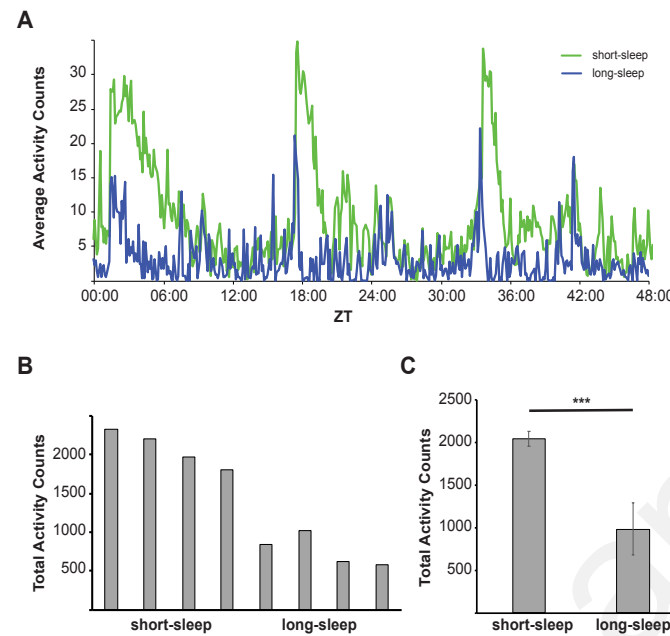 A
short-sleep
long-sleep
Average Activity Counts
35
30
25
20
15
10
5
00:00 06:00 12:00 18:00 24:00 30:00 36:00 42:00 48:00
ZT
B
Total Activity Counts
2000
1500
1000
500
short-sleep long-sleep
C
Total Activity Counts
2500
2000
1500
1000
500
***
short-sleep long-sleep